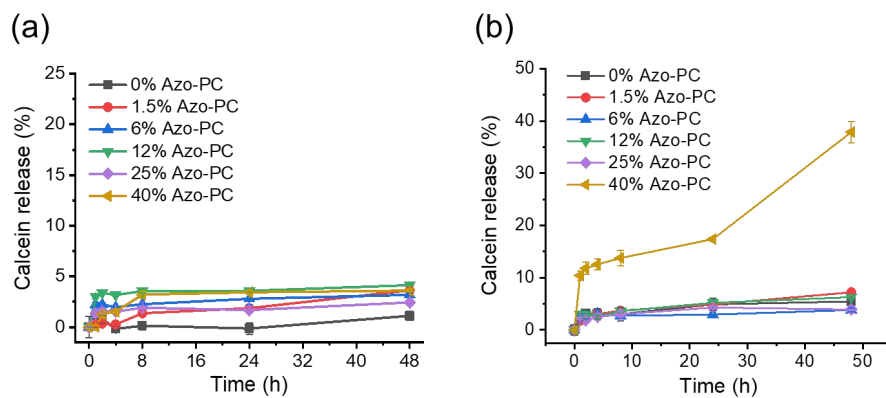 (a)
Calcein release (%)
25
20
15
10
5
0
0% Azo-PC
1.5% Azo-PC
6% Azo-PC
12% Azo-PC
25% Azo-PC
40% Azo-PC
0 8 16 24 32 40 48
Time (h)
(b)
Calcein release (%)
50
40
30
20
10
0
0% Azo-PC
1.5% Azo-PC
6% Azo-PC
12% Azo-PC
25% Azo-PC
40% Azo-PC
0 10 20 30 40 50
Time (h)